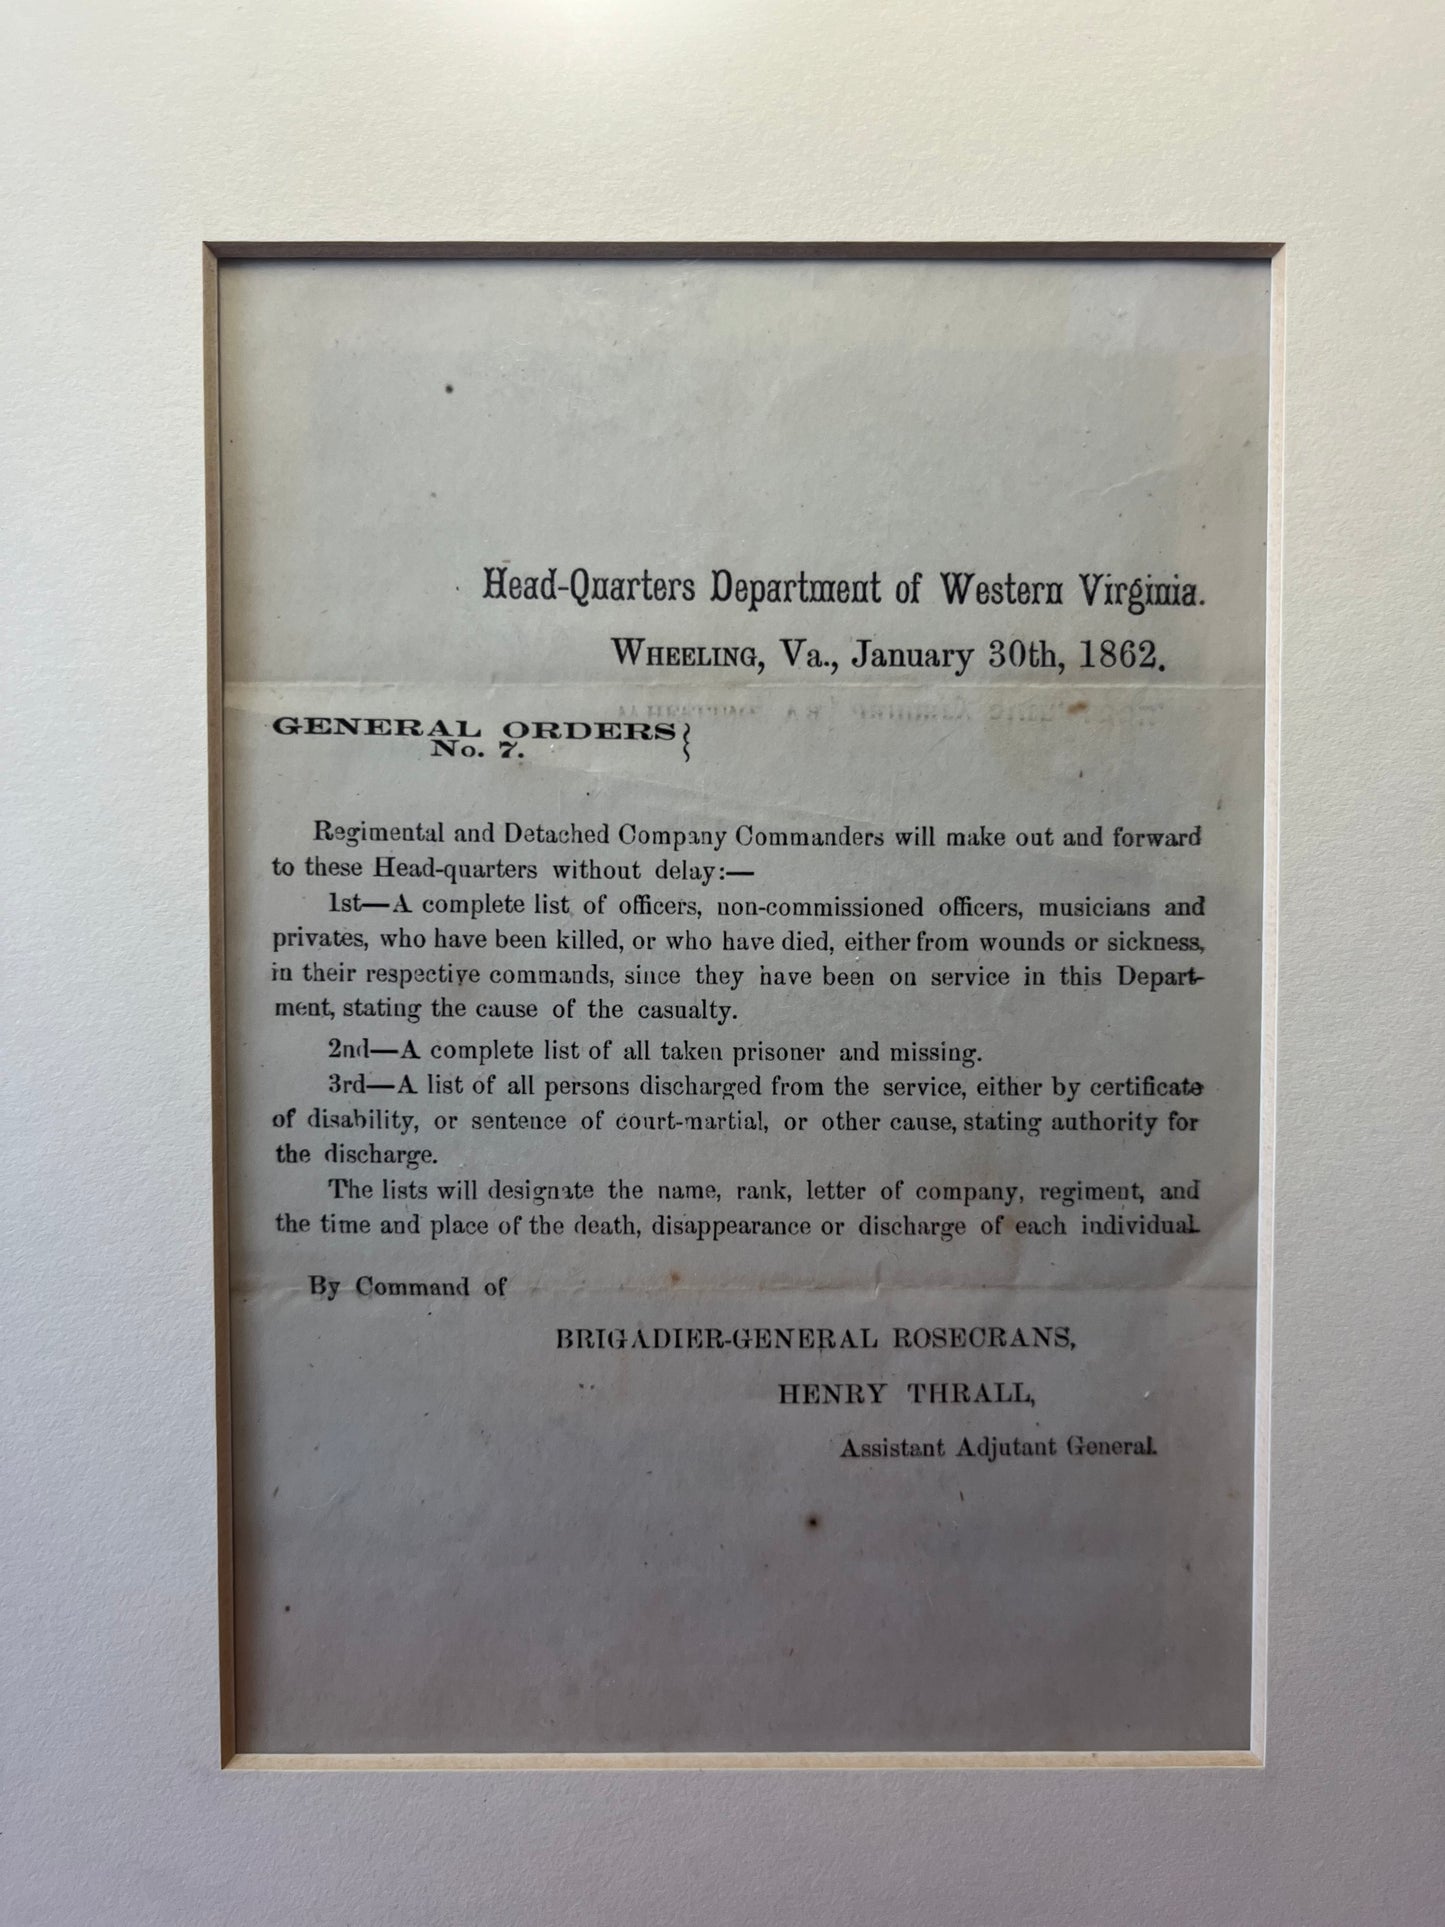 Head-Quarters Department of Western Virginia.
Wheeling, Va., January 30th, 1862.
GENERAL ORDERS}
No. 7.
Regimental and Detached Company Commanders will make out and forward
to these Head-quarters without delay:—
1st—A complete list of officers, non-commissioned officers, musicians and
privates, who have been killed, or who have died, either from wounds or sickness,
in their respective commands, since they have been on service in this Depart-
ment, stating the cause of the casualty.
2nd—A complete list of all taken prisoner and missing.
3rd—A list of all persons discharged from the service, either by certificate
of disability, or sentence of court-martial, or other cause, stating authority for
the discharge.
The lists will designate the name, rank, letter of company, regiment, and
the time and place of the death, disappearance or discharge of each individual.
By Command of
BRIGADIER-GENERAL ROSECRANS,
HENRY THRALL,
Assistant Adjutant General.